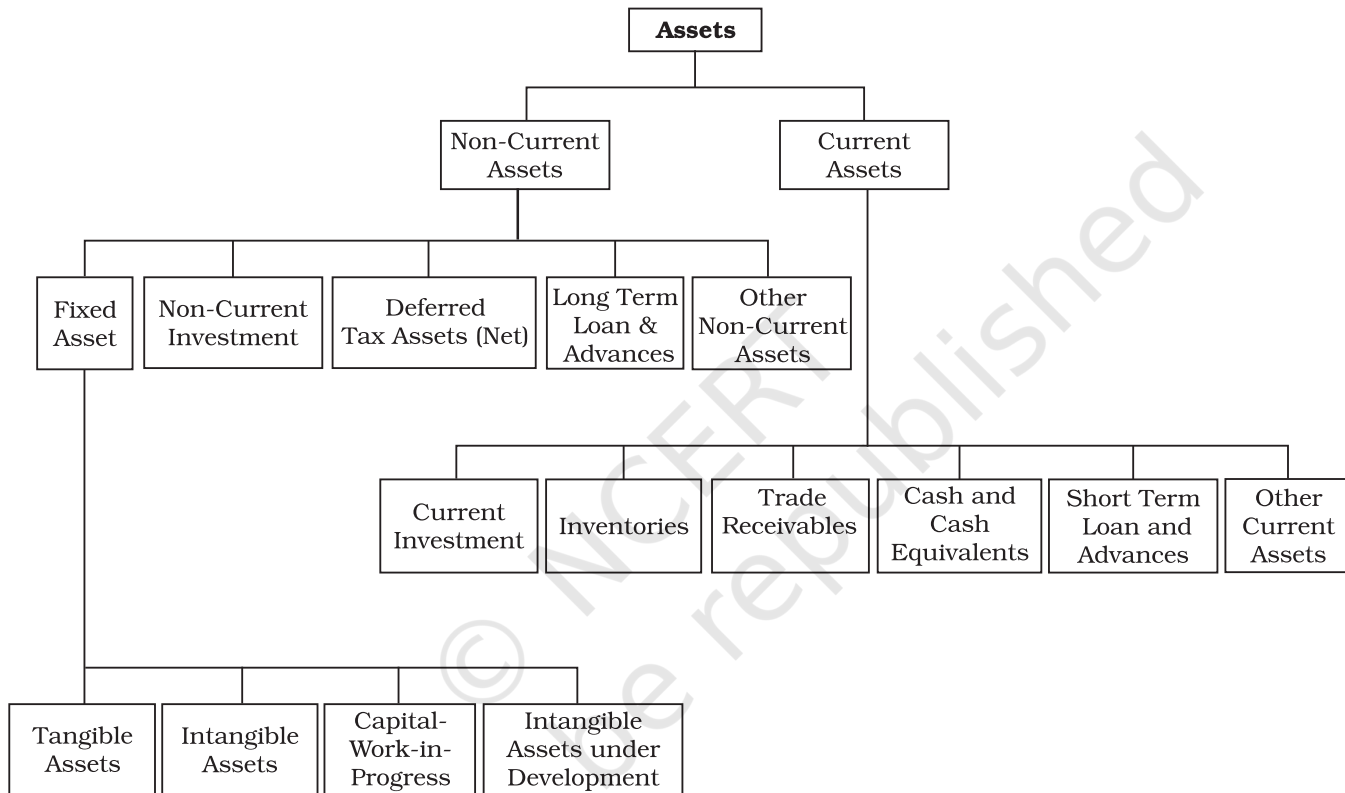 Assets
Non-Current
Assets
Current
Assets
Fixed
Asset
Non-Current
Investment
Deferred
Tax Assets (Net)
Long Term
Loan &
Advances
Other
Non-Current
Assets
Current
Investment
Inventories
Trade
Receivables
Cash and
Cash
Equivalents
Short Term
Loan and
Advances
Other
Current
Assets
Tangible
Assets
Intangible
Assets
Capital-
Work-in-
Progress
Intangible
Assets under
Development
© NCERT
be republished